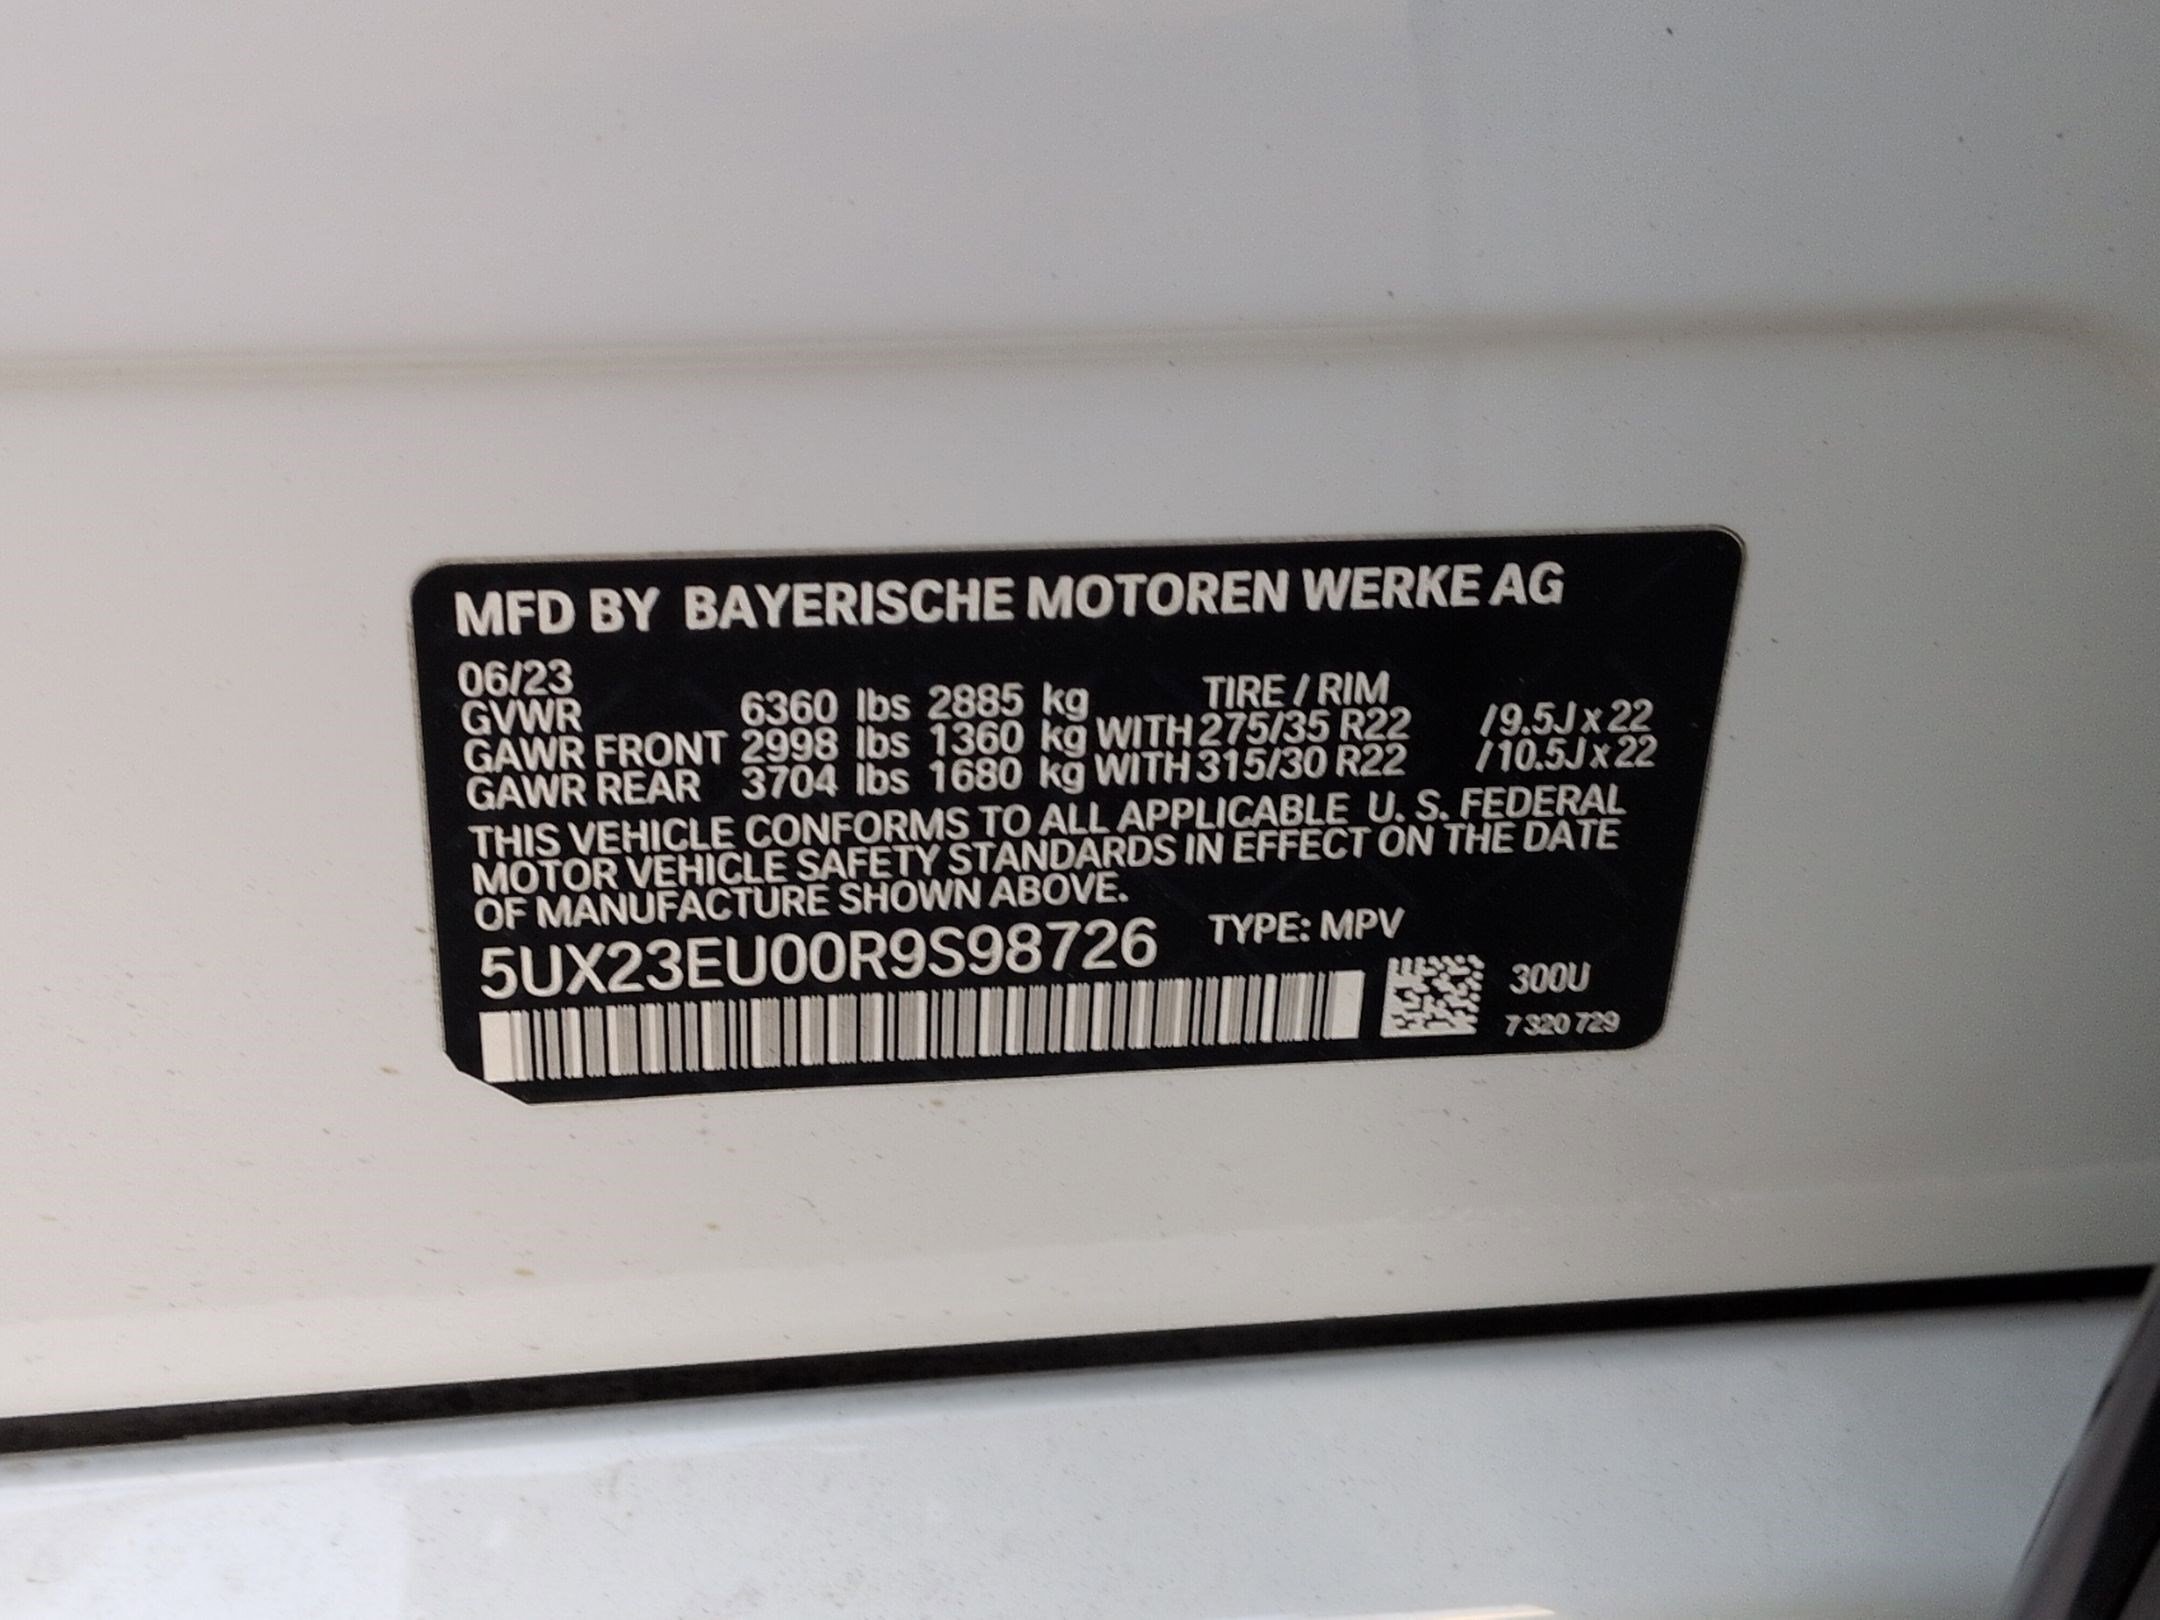 MFD BY BAYERISCHE MOTOREN WERKE AG
06/23
TIRE / RIM
GVWR 6360 lbs 2885 kg
GAWR FRONT 2998 lbs 1360 kg WITH 275/35 R22 /9.5J x 22
GAWR REAR 3704 lbs 1680 kg WITH 315/30 R22 /10.5J x 22
THIS VEHICLE CONFORMS TO ALL APPLICABLE U. S. FEDERAL
MOTOR VEHICLE SAFETY STANDARDS IN EFFECT ON THE DATE
OF MANUFACTURE SHOWN ABOVE.
5UX23EU00R9S98726 TYPE: MPV
300U
7 320 729